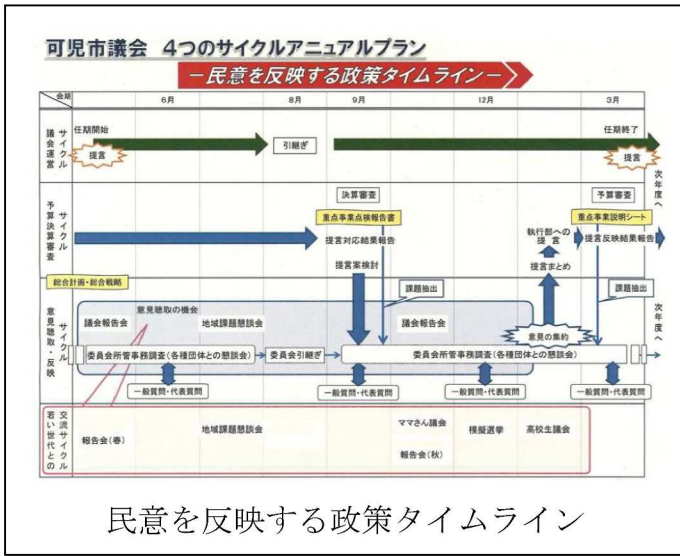 可児市議会 4つのサイクルアニュアルプラン
－民意を反映する政策タイムライン－
会期
6月
8月
9月
12月
3月
議会運営サイクル
任期開始
提言
引継ぎ
任期終了
提言
次年度へ
予算決算審査サイクル
決算審査
予算審査
重点事業点検報告書
提言対応結果報告
提言案検討
執行部への提言
提言まとめ
重点事業説明シート
提言反映結果報告
総合計画・総合戦略
課題抽出
課題抽出
意見聴取・反映サイクル
意見聴取の機会
議会報告会
地域課題懇談会
議会報告会
意見の集約
次年度へ
委員会所管事務調査(各種団体との懇談会)
委員会引継ぎ
委員会所管事務調査(各種団体との懇談会)
一般質問・代表質問
一般質問・代表質問
一般質問・代表質問
一般質問・代表質問
若い世代との交流サイクル
報告会(春)
地域課題懇談会
ママさん議会
報告会(秋)
模擬選挙
高校生議会
民意を反映する政策タイムライン